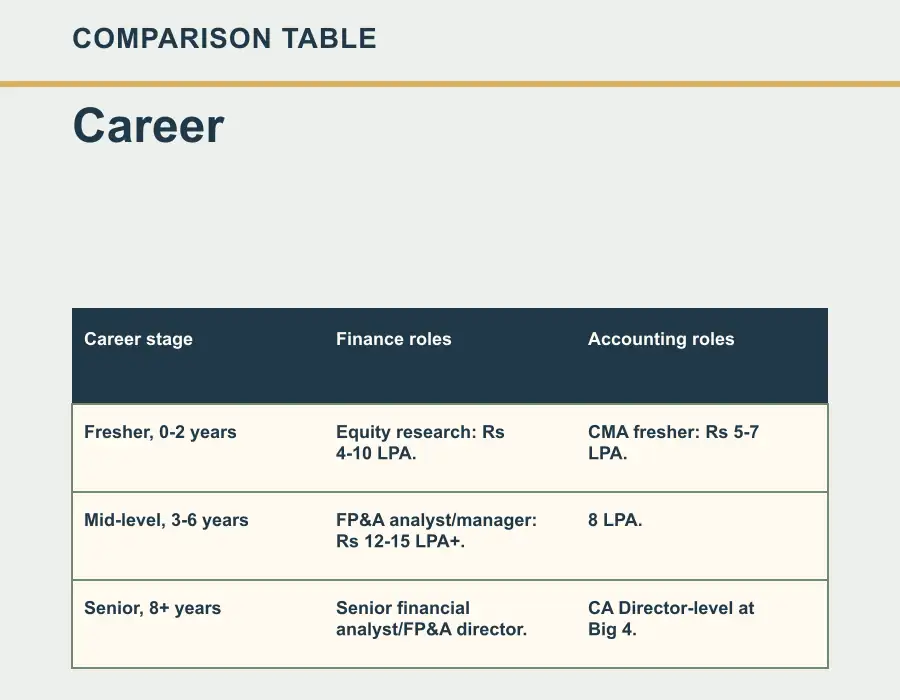 COMPARISON TABLE
Career
Career stage
Finance roles
Accounting roles
Fresher, 0-2 years
Equity research: Rs
4-10 LPA.
CMA fresher: Rs 5-7
LPA.
Mid-level, 3-6 years
FP&A analyst/manager:
Rs 12-15 LPA+.
8 LPA.
Senior, 8+ years
Senior financial
analyst/FP&A director.
CA Director-level at
Big 4.